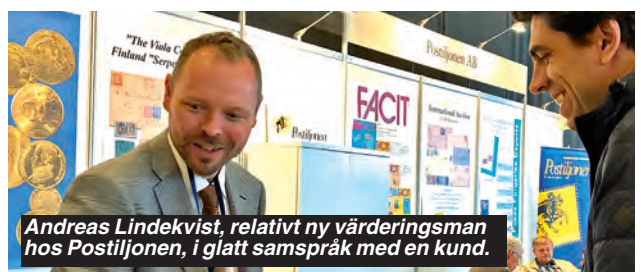 "The Viola C
Finland "Serpe
Postiljonen AB
FACIT
International Auction
Postiljonen
Postiljonen
Andreas Lindekvist, relativt ny värderingsman
hos Postiljonen, i glatt samspråk med en kund.